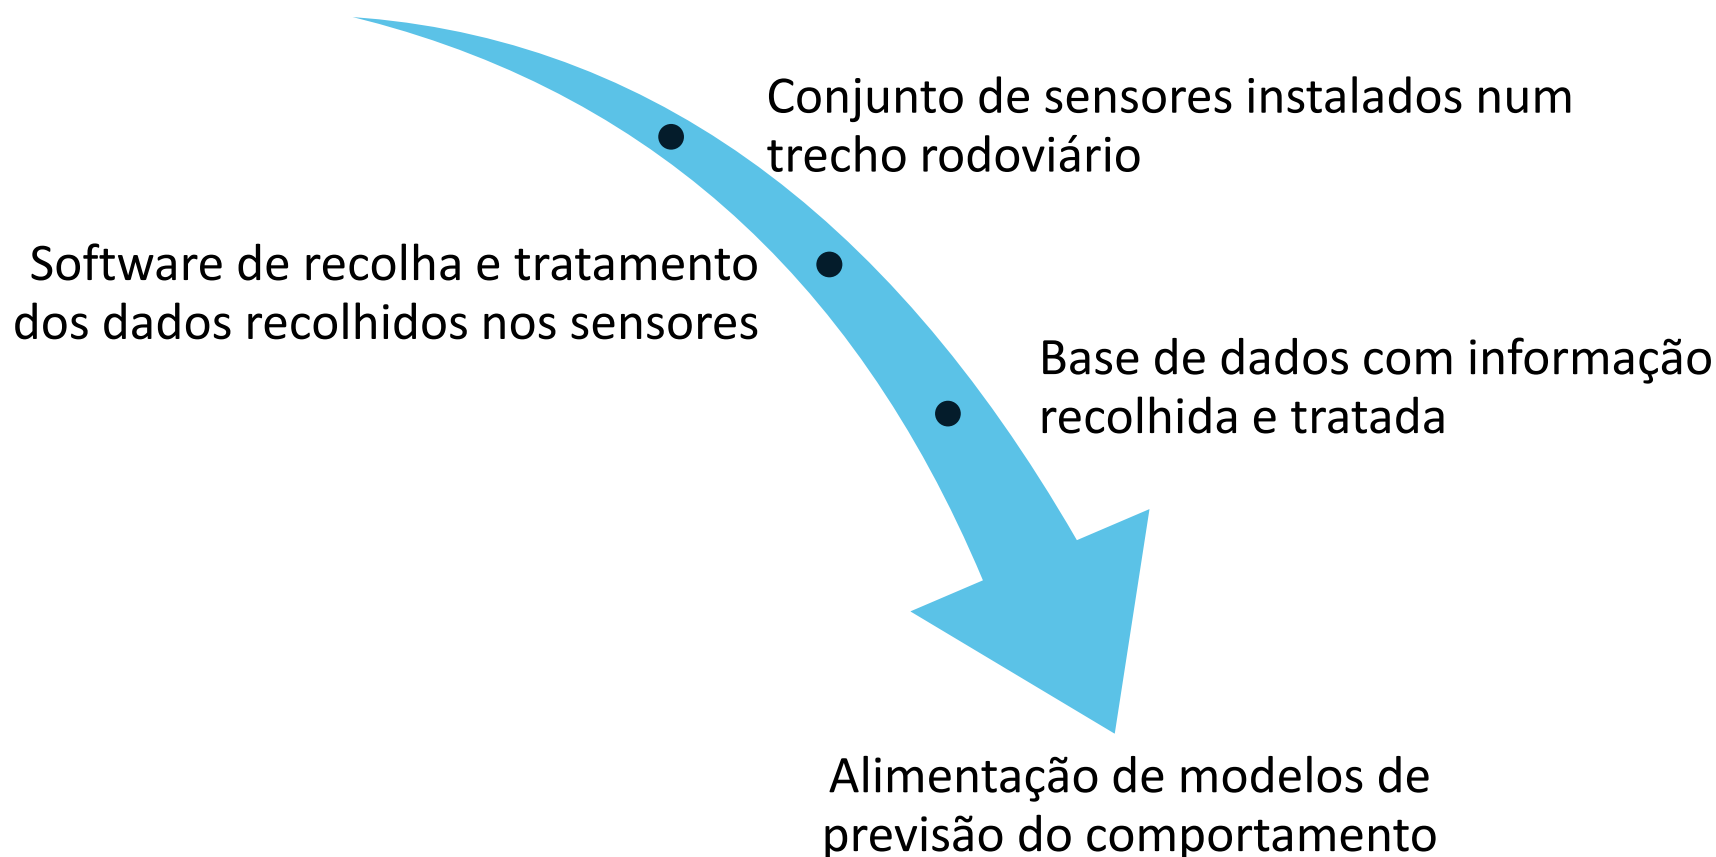 Conjunto de sensores instalados num
trecho rodoviário
Software de recolha e tratamento
dos dados recolhidos nos sensores
Base de dados com informação
recolhida e tratada
Alimentação de modelos de
previsão do comportamento